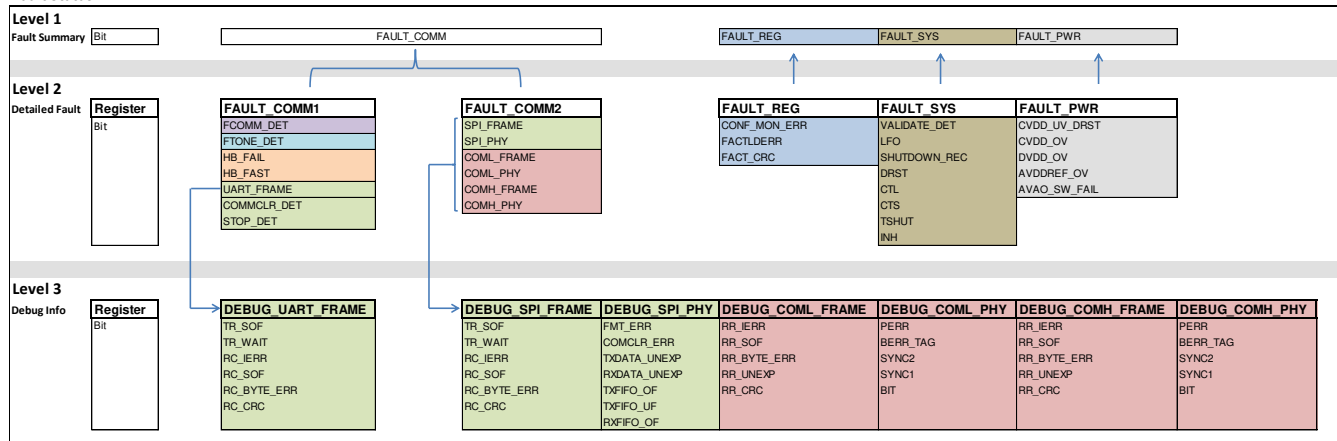 Level 1
Fault Summary Bit FAULT_COMM FAULT_REG FAULT_SYS FAULT_PWR
Level 2
Detailed Fault Register FAULT_COMM1 FAULT_COMM2 FAULT_REG FAULT_SYS FAULT_PWR
Bit FCOMM_DET SPI_FRAME CONF_MON_ERR VALIDATE_DET CVDD_UV_DRST
FTONE_DET SPI_PHY FACTLDERR LFO CVDD_OV
HB_FAIL COML_FRAME FACT_CRC SHUTDOWN_REC DVDD_OV
HB_FAST COML_PHY DRST AVDDREF_OV
UART_FRAME COMH_FRAME CTL AVAO_SW_FAIL
COMMCLR_DET COMH_PHY CTS
STOP_DET TSHUT
INH
Level 3
Debug Info Register DEBUG_UART_FRAME DEBUG_SPI_FRAME DEBUG_SPI_PHY DEBUG_COML_FRAME DEBUG_COML_PHY DEBUG_COMH_FRAME DEBUG_COMH_PHY
Bit TR_SOF TR_SOF FMT_ERR RR_IERR PERR RR_IERR PERR
TR_WAIT TR_WAIT COMCLR_ERR RR_SOF BERR_TAG RR_SOF BERR_TAG
RC_IERR RC_IERR TXDATA_UNEXP RR_BYTE_ERR SYNC2 RR_BYTE_ERR SYNC2
RC_SOF RC_SOF RXDATA_UNEXP RR_UNEXP SYNC1 RR_UNEXP SYNC1
RC_BYTE_ERR RC_BYTE_ERR TXFIFO_OF RR_CRC BIT RR_CRC BIT
RC_CRC RC_CRC TXFIFO_UF
RXFIFO_OF